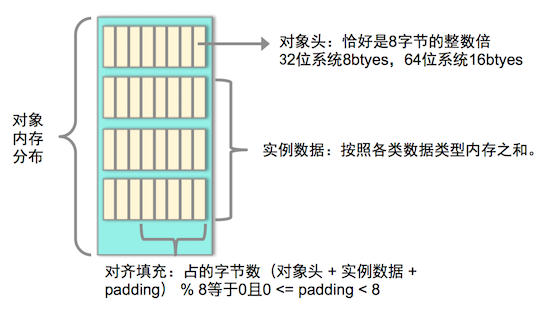 对象头：恰好是8字节的整数倍
32位系统8btyes，64位系统16btyes
对象
内存
分布
实例数据：按照各类数据类型内存之和。
对齐填充：占的字节数（对象头 + 实例数据 +
padding） % 8等于0且0 <= padding < 8